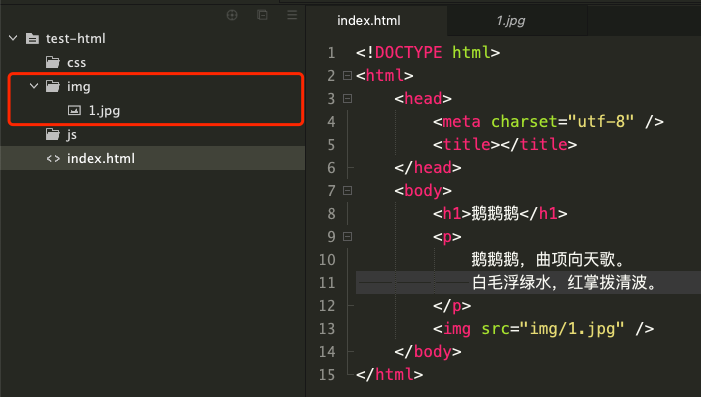 test-html
css
img
1.jpg
js
<> index.html
index.html
1.jpg
1 <!DOCTYPE html>
2 <html>
3 <head>
4 <meta charset="utf-8" />
5 <title></title>
6 </head>
7 <body>
8 <h1>鹅鹅鹅</h1>
9 <p>
10 鹅鹅鹅，曲项向天歌。
11 白毛浮绿水，红掌拨清波。
12 </p>
13 <img src="img/1.jpg" />
14 </body>
15 </html>